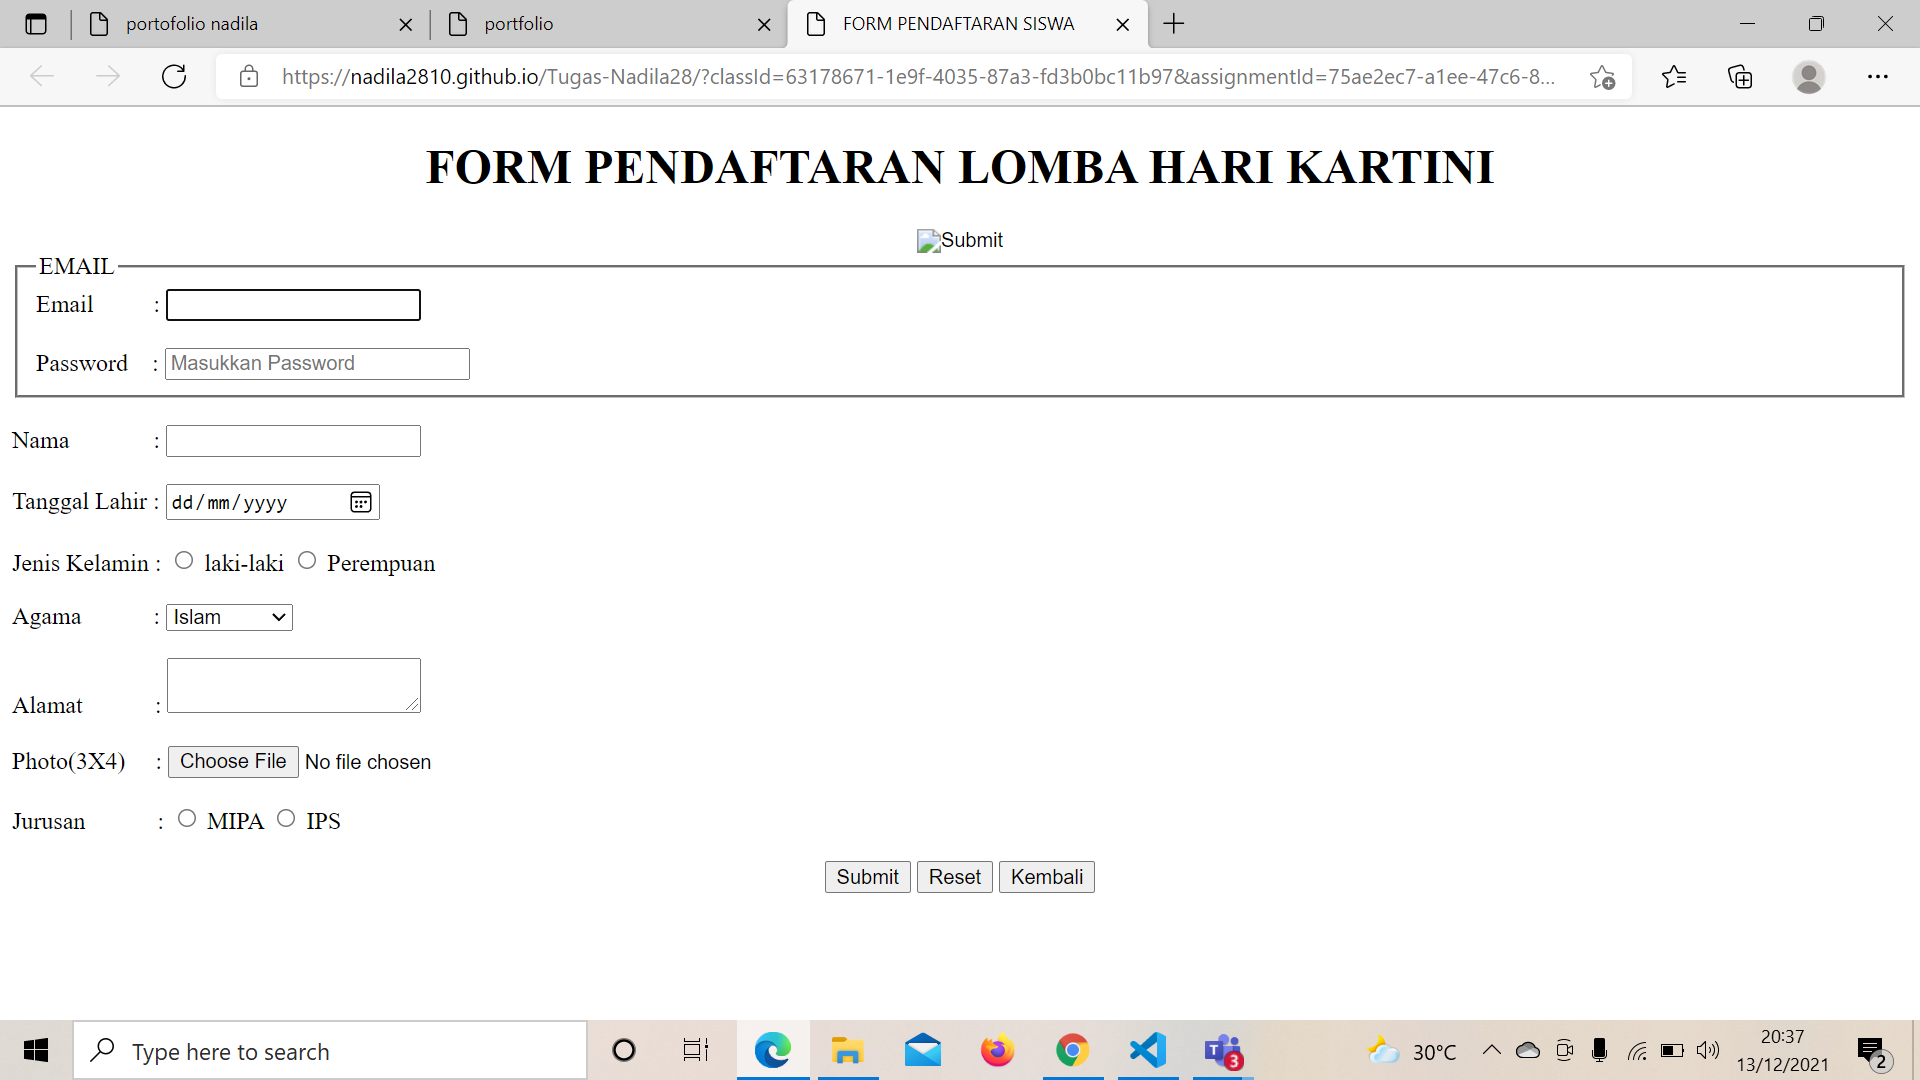 portofolio nadila
portfolio
FORM PENDAFTARAN SISWA
https://nadila2810.github.io/Tugas-Nadila28/?classId=63178671-1e9f-4035-87a3-fd3b0bc11b97&assignmentId=75ae2ec7-a1ee-47c6-8...
FORM PENDAFTARAN LOMBA HARI KARTINI
Submit
EMAIL
Email :
Password : Masukkan Password
Nama :
Tanggal Lahir : dd/mm/yyyy
Jenis Kelamin : laki-laki Perempuan
Agama : Islam
Alamat :
Photo(3X4) : Choose File No file chosen
Jurusan : MIPA IPS
Submit Reset Kembali
Type here to search
T
3
30°C
20:37
13/12/2021
2